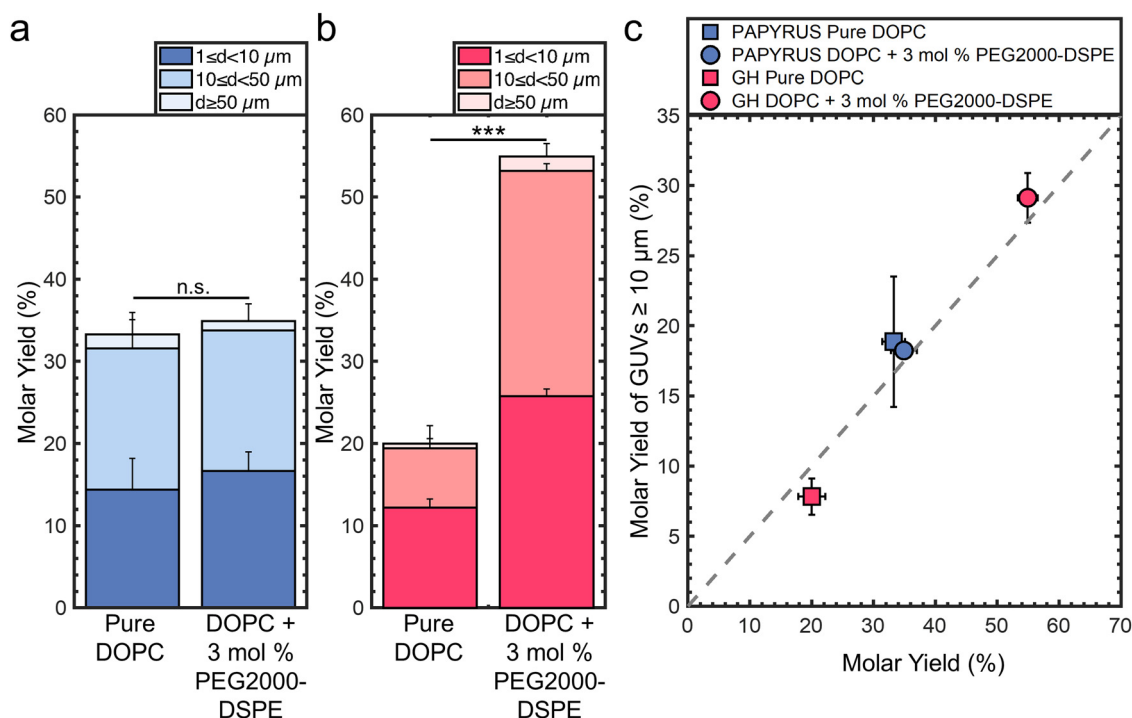 a
1≤d<10 µm
10≤d<50 µm
d≥50 µm
Molar Yield (%)
60
50
40
30
20
10
0
n.s.
Pure
DOPC
DOPC +
3 mol %
PEG2000-
DSPE
b
1≤d<10 µm
10≤d<50 µm
d≥50 µm
Molar Yield (%)
60
50
40
30
20
10
0
***
Pure
DOPC
DOPC +
3 mol %
PEG2000-
DSPE
c
PAPYRUS Pure DOPC
PAPYRUS DOPC + 3 mol % PEG2000-DSPE
GH Pure DOPC
GH DOPC + 3 mol % PEG2000-DSPE
Molar Yield of GUVs ≥ 10 µm (%)
35
30
25
20
15
10
5
0
0 10 20 30 40 50 60 70
Molar Yield (%)